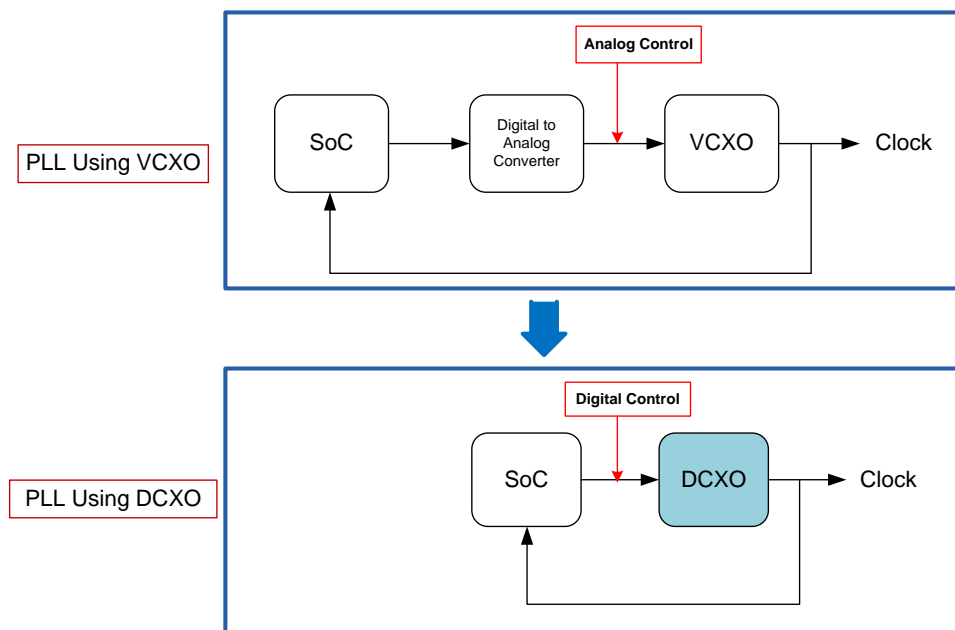 Analog Control
SoC
Digital to
Analog
Converter
VCXO
Clock
PLL Using VCXO
Digital Control
SoC
DCXO
Clock
PLL Using DCXO